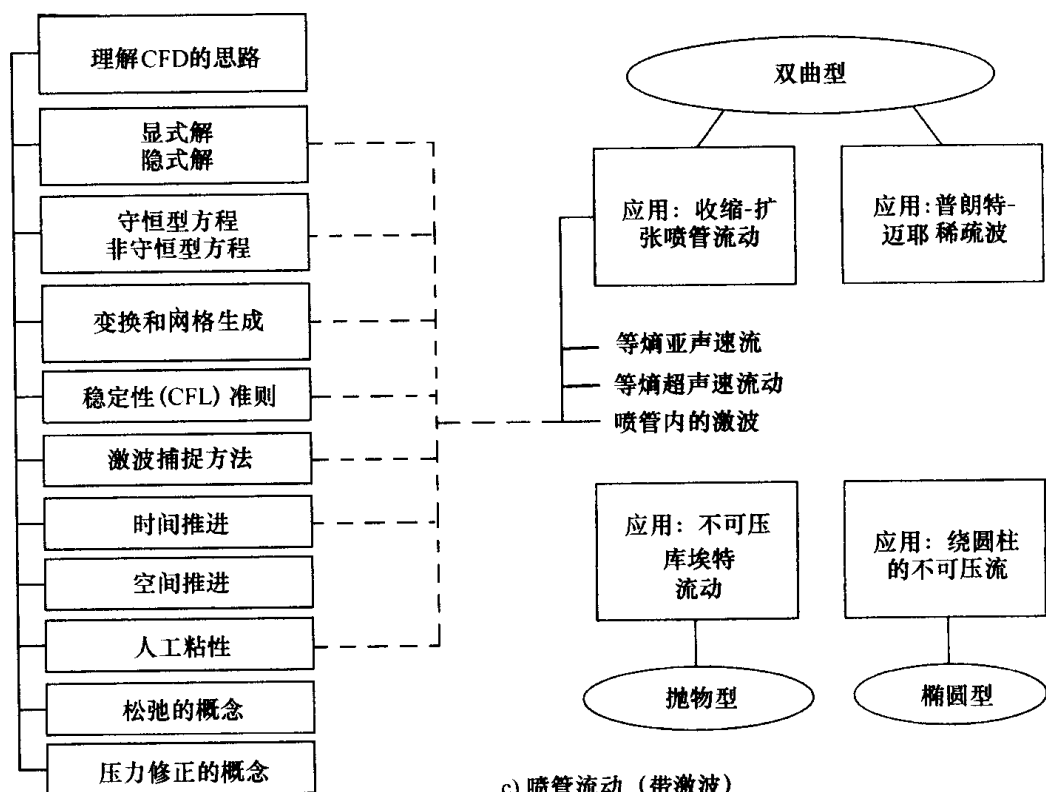 理解CFD的思路
显式解
隐式解
守恒型方程
非守恒型方程
变换和网格生成
稳定性(CFL)准则
激波捕捉方法
时间推进
空间推进
人工粘性
松弛的概念
压力修正的概念
双曲型
应用：收缩-扩
张喷管流动
应用：普朗特-
迈耶 稀疏波
等熵亚声速流
等熵超声速流动
喷管内的激波
应用：不可压
库埃特
流动
应用：绕圆柱
的不可压流
抛物型
椭圆型
c) 喷管流动（带激波）